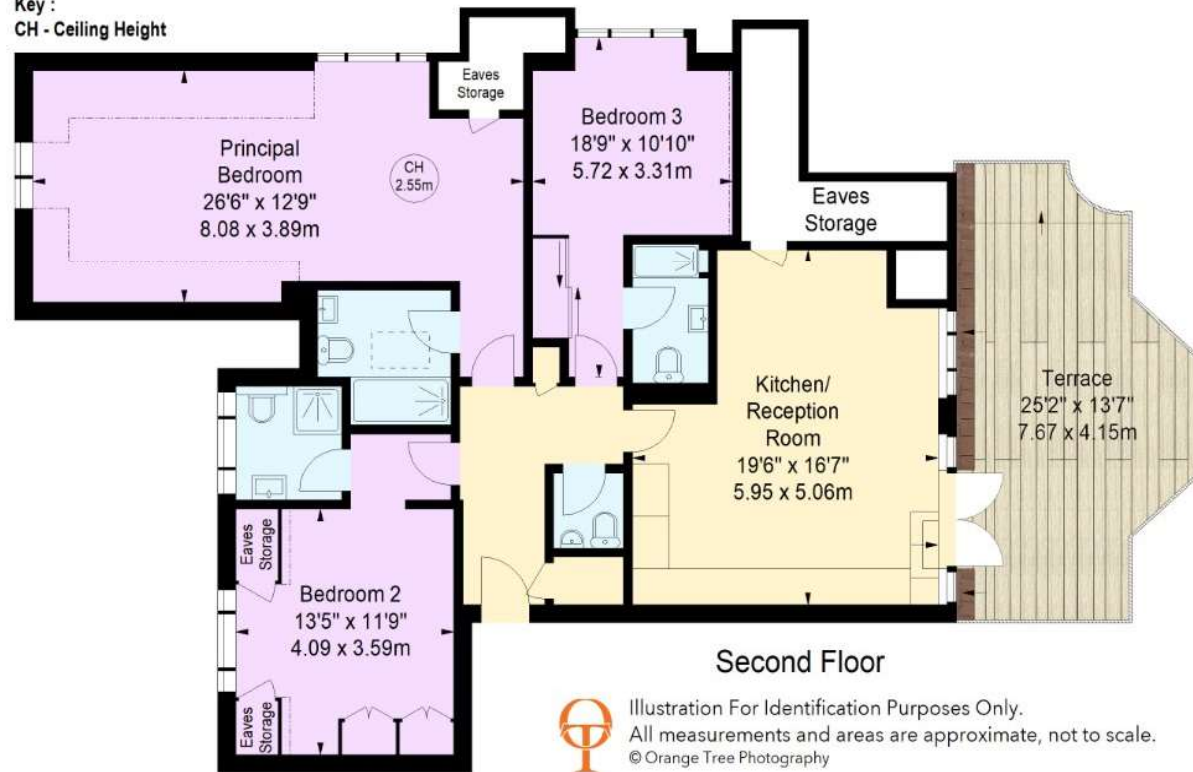 Key :
CH - Ceiling Height
Eaves
Storage
Principal
Bedroom
26'6" x 12'9"
8.08 x 3.89m
CH
2.55m
Bedroom 3
18'9" x 10'10"
5.72 x 3.31m
Eaves
Storage
Kitchen/
Reception
Room
19'6" x 16'7"
5.95 x 5.06m
Terrace
25'2" x 13'7"
7.67 x 4.15m
Eaves
Storage
Bedroom 2
13'5" x 11'9"
4.09 x 3.59m
Eaves
Storage
Second Floor
Illustration For Identification Purposes Only.
All measurements and areas are approximate, not to scale.
© Orange Tree Photography